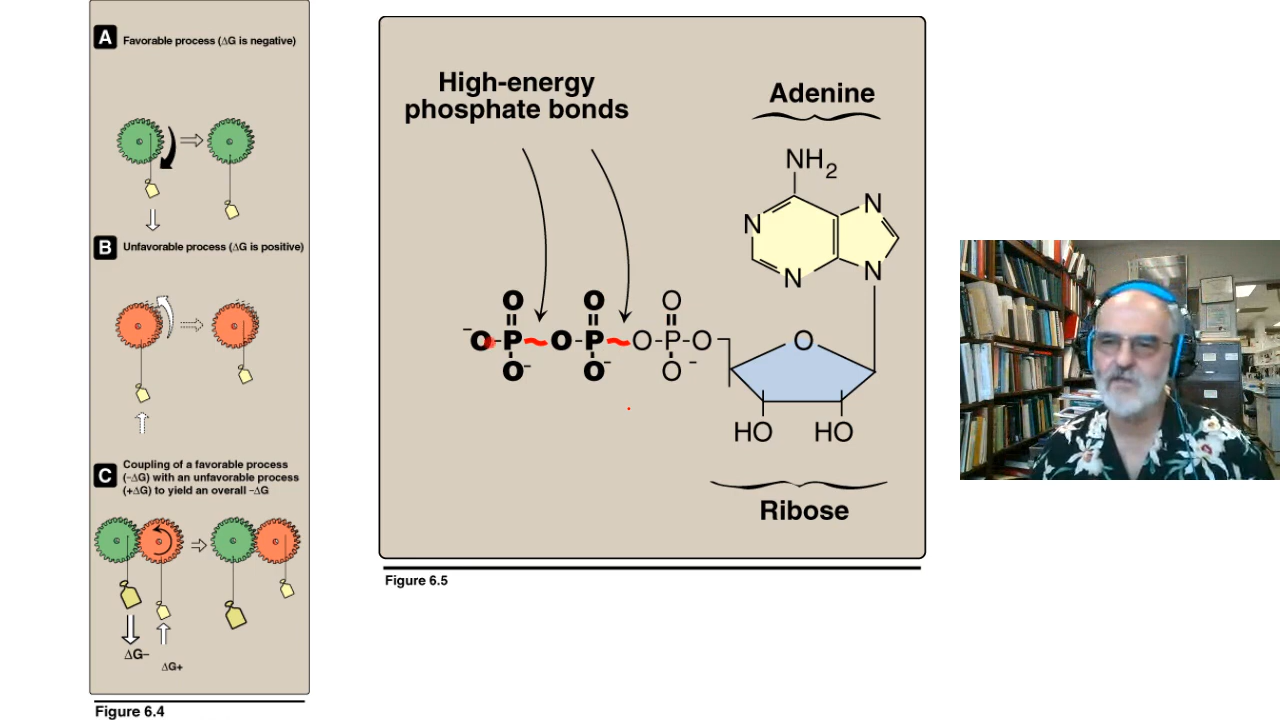 A
Favorable process (ΔG is negative)
B
Unfavorable process (ΔG is positive)
C
Coupling of a favorable process
(–ΔG) with an unfavorable process
(+ΔG) to yield an overall –ΔG
ΔG–
ΔG+
Figure 6.4
High-energy
phosphate bonds
Adenine
NH2
N
N
N
N
O O O
–O-P O-P O-P-O O
O– O– O–
HO HO
Ribose
Figure 6.5